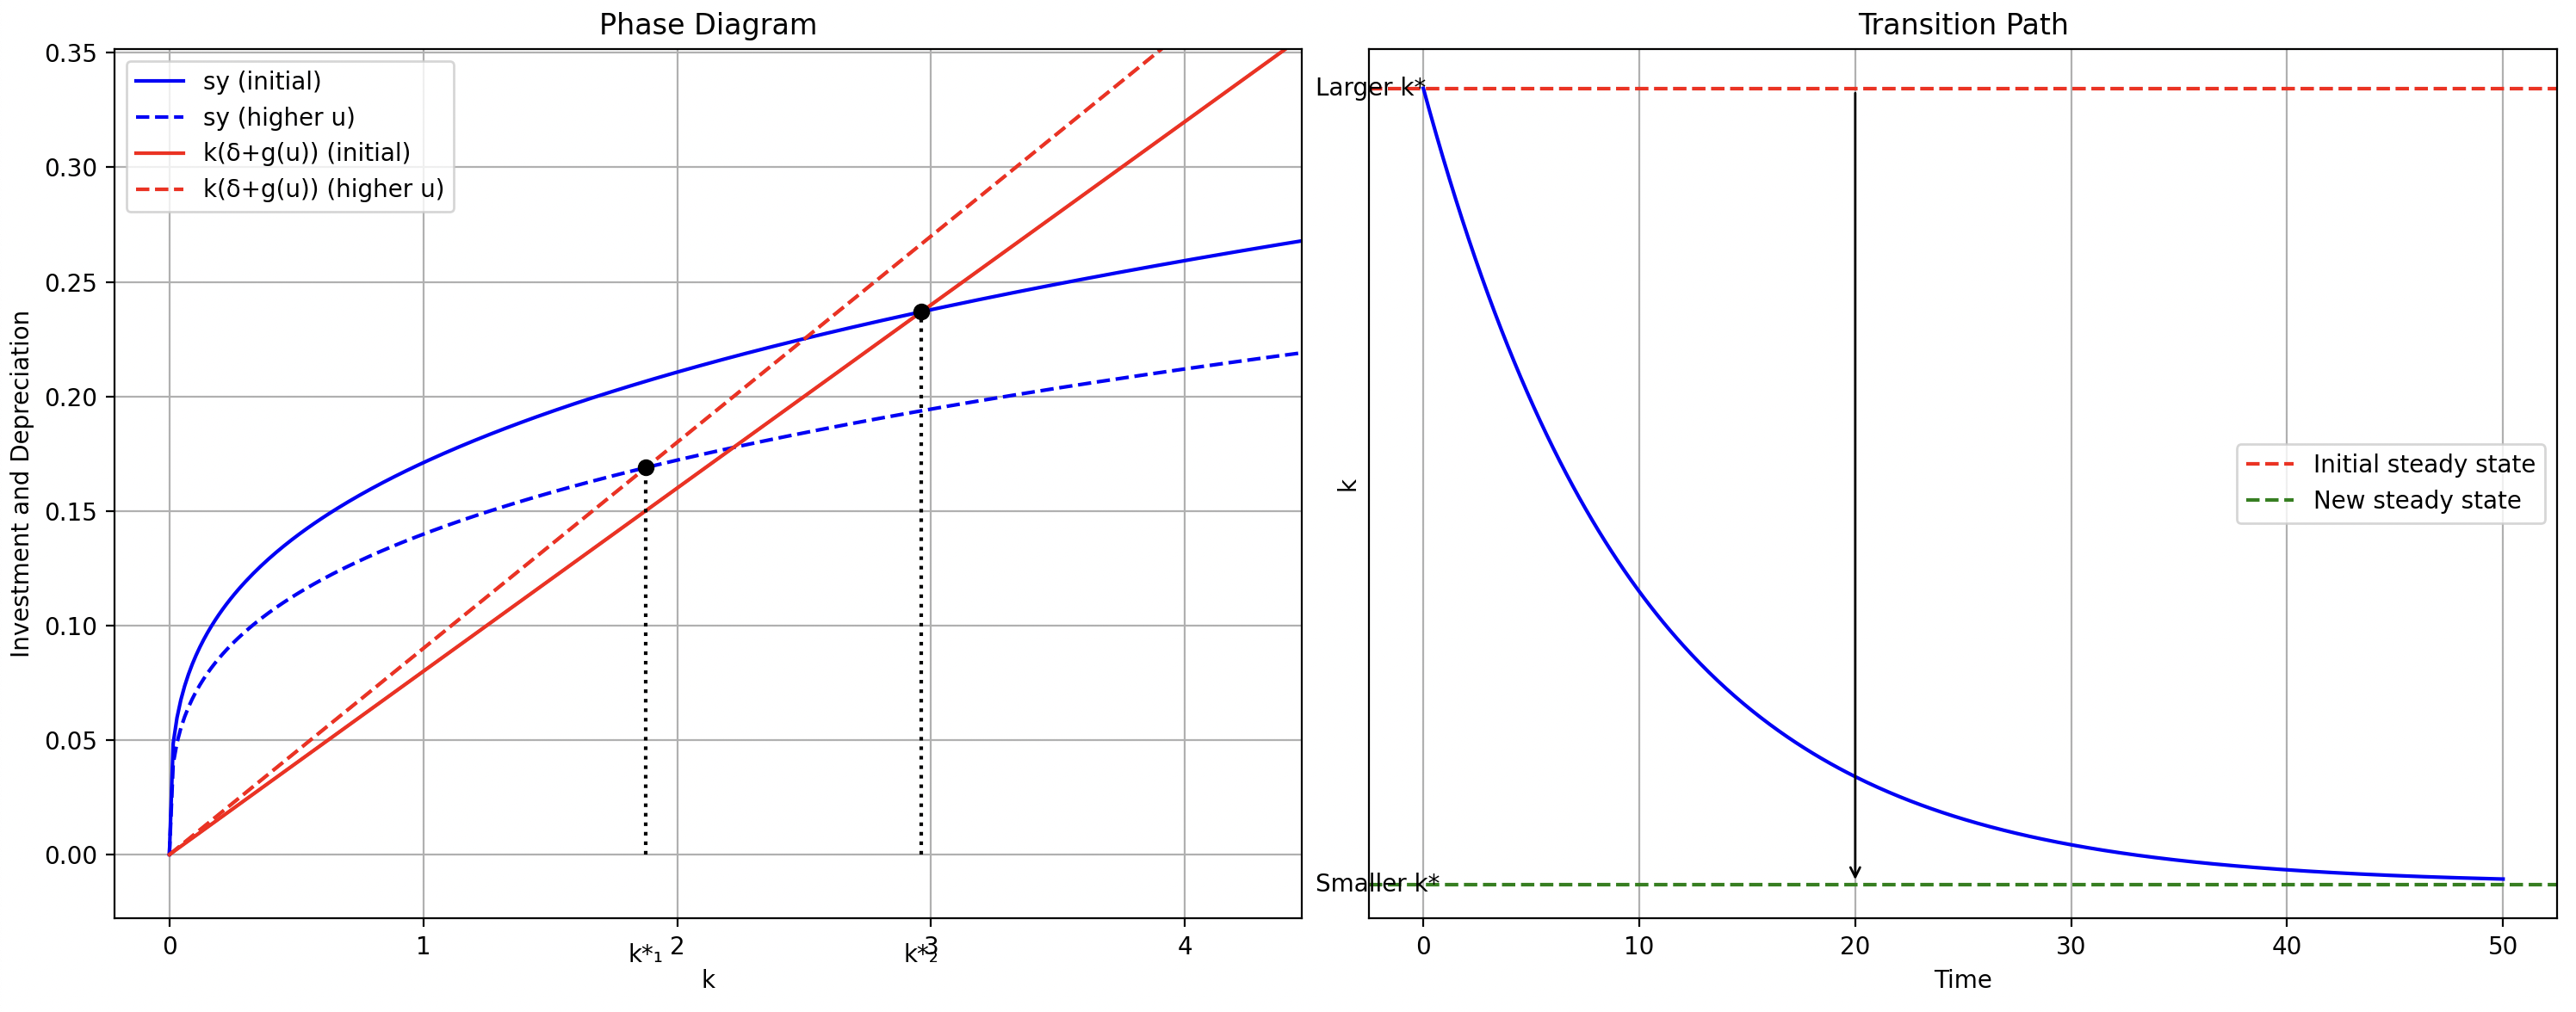 Phase Diagram
0.35
0.30
0.25
0.20
0.15
0.10
0.05
0.00
Investment and Depreciation
sy (initial)
sy (higher u)
k(δ+g(u)) (initial)
k(δ+g(u)) (higher u)
0
1
2
3
4
k*₁
k*₂
k
Transition Path
Larger k*
Smaller k*
k
Initial steady state
New steady state
0
10
20
30
40
50
Time